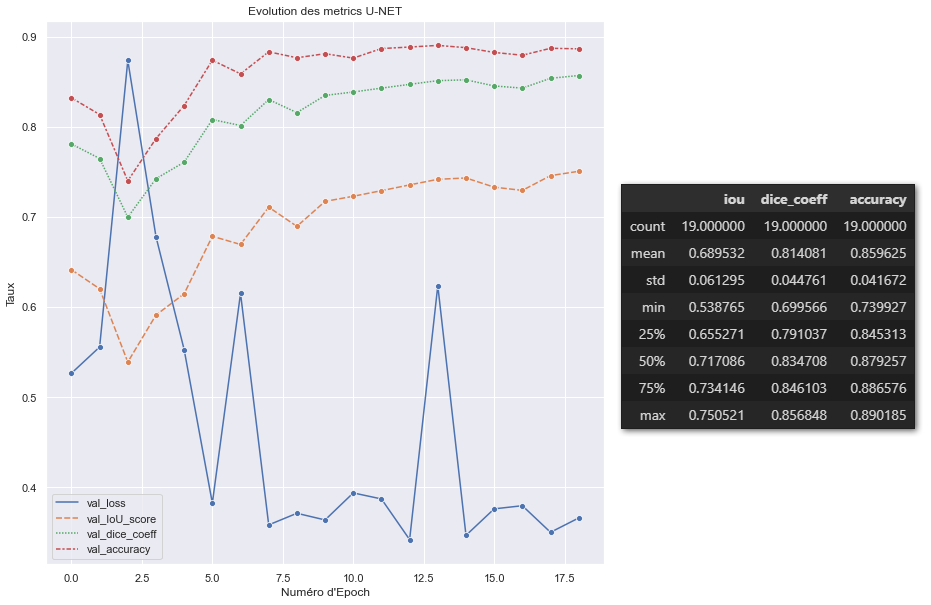 Evolution des metrics U-NET
0.9
0.8
0.7
0.6
0.5
0.4
Taux
0.0 2.5 5.0 7.5 10.0 12.5 15.0 17.5
Numéro d'Epoch
val_loss
val_IoU_score
val_dice_coeff
val_accuracy
iou dice_coeff accuracy
count 19.000000 19.000000 19.000000
mean 0.689532 0.814081 0.859625
std 0.061295 0.044761 0.041672
min 0.538765 0.699566 0.739927
25% 0.655271 0.791037 0.845313
50% 0.717086 0.834708 0.879257
75% 0.734146 0.846103 0.886576
max 0.750521 0.856848 0.890185